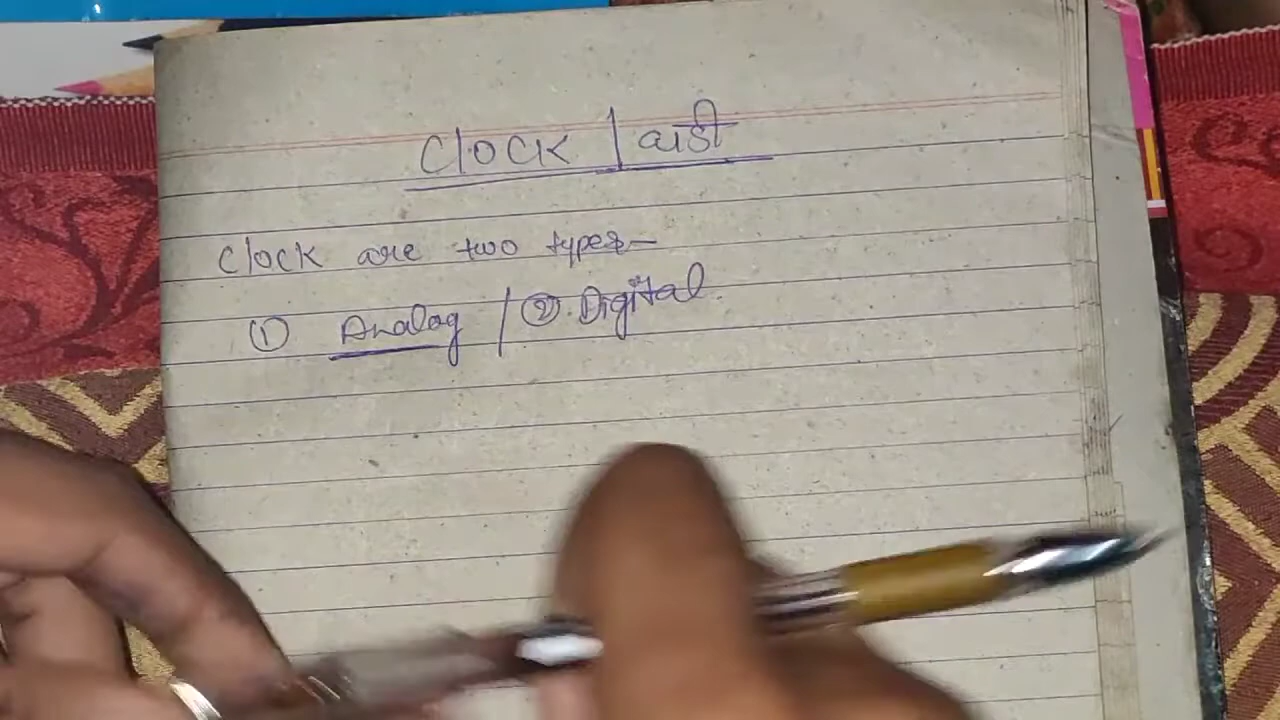 Clock | घडी
Clock are two types—
① Analog / ② Digital